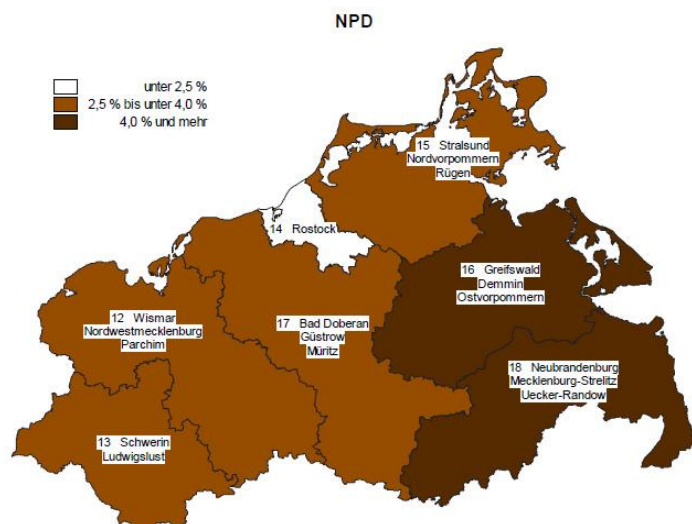 NPD
unter 2,5 %
2,5 % bis unter 4,0 %
4,0 % und mehr
15 Stralsund
Nordvorpommern
Rügen
14 Rostock
16 Greifswald
Demmin
Ostvorpommern
12 Wismar
Nordwestmecklenburg
Parchim
17 Bad Doberan
Güstrow
Müritz
18 Neubrandenburg
Mecklenburg-Strelitz
Uecker-Randow
13 Schwerin
Ludwigslust